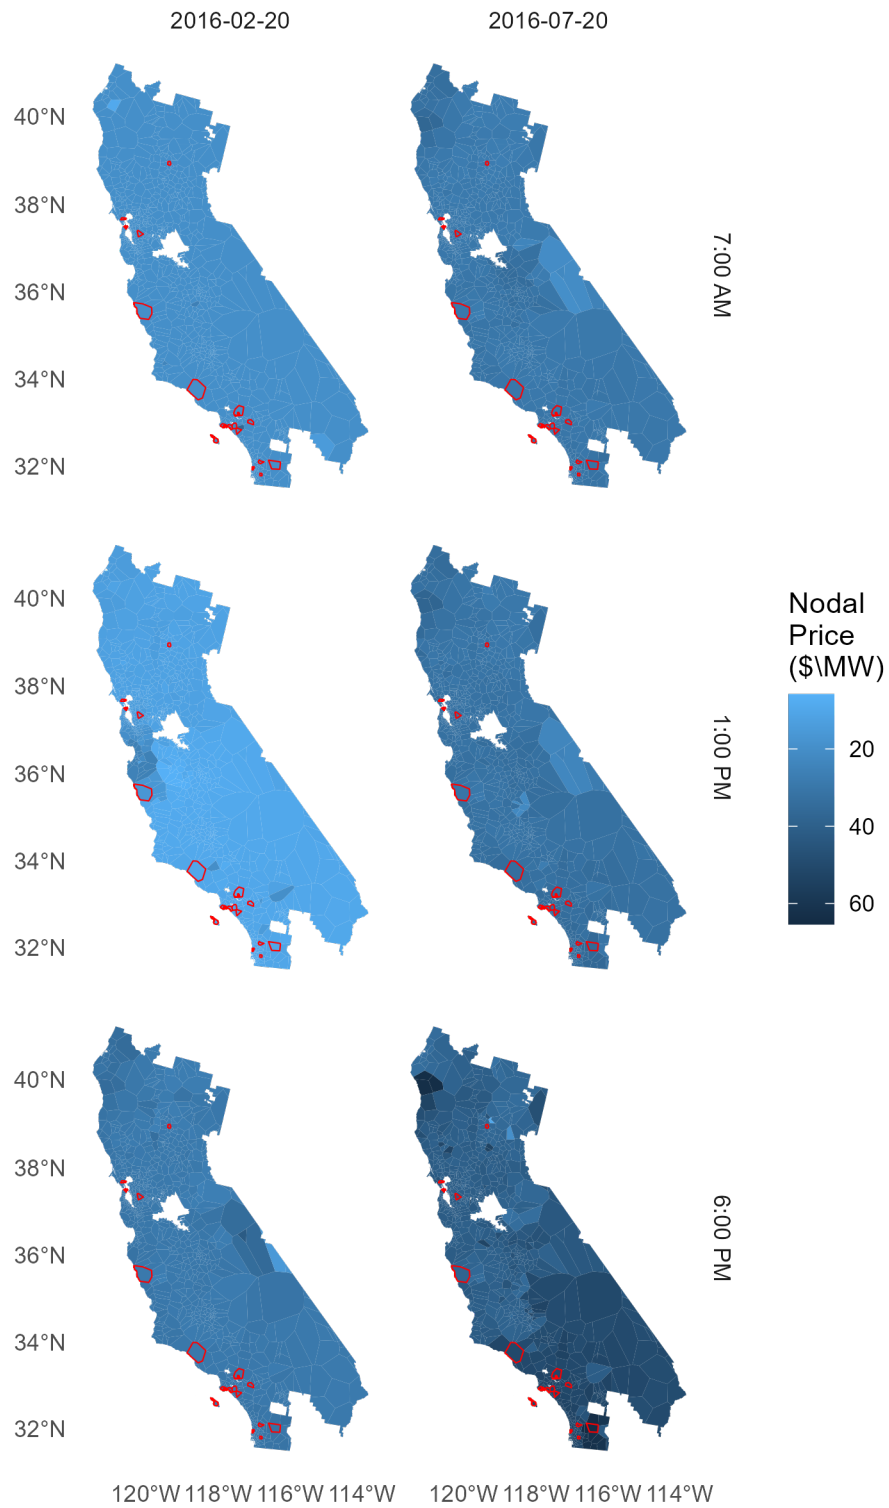 2016-02-20 2016-07-20
40°N
38°N
36°N
34°N
32°N
7:00 AM
40°N
38°N
36°N
34°N
32°N
1:00 PM
Nodal
Price
($\MW)
20
40
60
40°N
38°N
36°N
34°N
32°N
6:00 PM
120°W 118°W 116°W 114°W 120°W 118°W 116°W 114°W